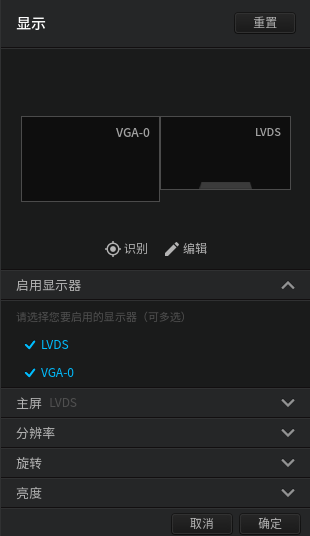 显示 重置
VGA-0 LVDS
识别 编辑
启用显示器
请选择您要启用的显示器（可多选）
LVDS
VGA-0
主屏 LVDS
分辨率
旋转
亮度
取消 确定